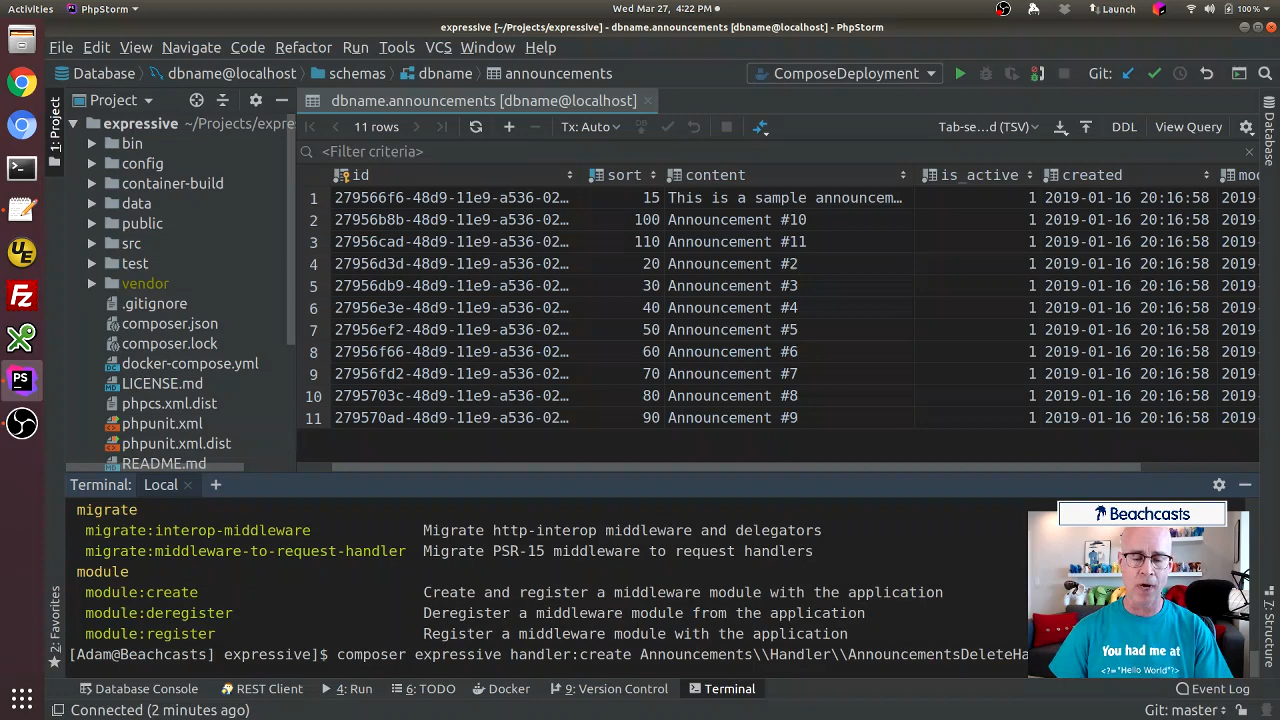 Activities PhpStorm Wed Mar 27, 4:22 PM Launch 100%
expressive [~/Projects/expressive] - dbname.announcements [dbname@localhost] - PhpStorm
File Edit View Navigate Code Refactor Run Tools VCS Window Help
Database dbname@localhost schemas dbname announcements ComposeDeployment Git:
1: Project
Project
dbname.announcements [dbname@localhost]
Database
expressive ~/Projects/expre
bin
config
container-build
data
public
src
test
vendor
.gitignore
composer.json
composer.lock
docker-compose.yml
LICENSE.md
phpcs.xml.dist
phpunit.xml
phpunit.xml.dist
README.md
11 rows Tx: Auto DB Tab-se...d (TSV) DDL View Query
<Filter criteria>
id sort content is_active created mod
1 279566f6-48d9-11e9-a536-02… 15 This is a sample announcem… 1 2019-01-16 20:16:58 2019-
2 27956b8b-48d9-11e9-a536-02… 100 Announcement #10 1 2019-01-16 20:16:58 2019-
3 27956cad-48d9-11e9-a536-02… 110 Announcement #11 1 2019-01-16 20:16:58 2019-
4 27956d3d-48d9-11e9-a536-02… 20 Announcement #2 1 2019-01-16 20:16:58 2019-
5 27956db9-48d9-11e9-a536-02… 30 Announcement #3 1 2019-01-16 20:16:58 2019-
6 27956e3e-48d9-11e9-a536-02… 40 Announcement #4 1 2019-01-16 20:16:58 2019-
7 27956ef2-48d9-11e9-a536-02… 50 Announcement #5 1 2019-01-16 20:16:58 2019-
8 27956f66-48d9-11e9-a536-02… 60 Announcement #6 1 2019-01-16 20:16:58 2019-
9 27956fd2-48d9-11e9-a536-02… 70 Announcement #7 1 2019-01-16 20:16:58 2019-
10 2795703c-48d9-11e9-a536-02… 80 Announcement #8 1 2019-01-16 20:16:58 2019-
11 279570ad-48d9-11e9-a536-02… 90 Announcement #9 1 2019-01-16 20:16:58 2019-
Terminal: Local
migrate
migrate:interop-middleware Migrate http-interop middleware and delegators
migrate:middleware-to-request-handler Migrate PSR-15 middleware to request handlers
module
module:create Create and register a middleware module with the application
module:deregister Deregister a middleware module from the application
module:register Register a middleware module with the application
[Adam@Beachcasts] expressive]$ composer expressive handler:create Announcements\\Handler\\AnnouncementsDeleteHa
Beachcasts
You had me at
<?="Hello World"?>
2: Favorites
Z: Structure
Database Console REST Client 4: Run 6: TODO Docker 9: Version Control Terminal Event Log
Connected (2 minutes ago) Git: master